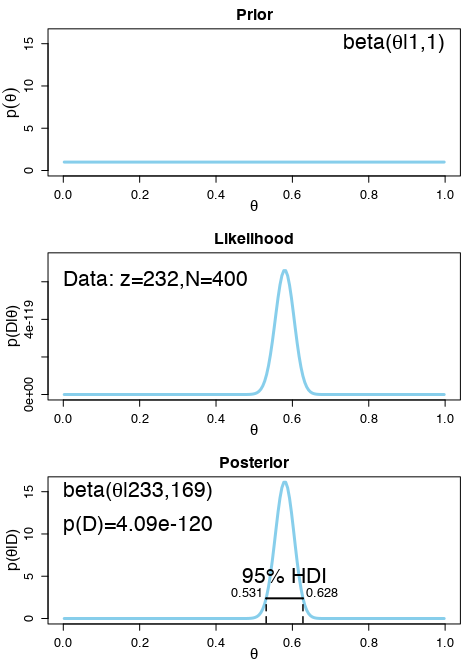 Prior
beta(θ|1,1)
p(θ)
15
10
5
0
0.0 0.2 0.4 0.6 0.8 1.0
θ
Likelihood
Data: z=232,N=400
p(D|θ)
4e-119
0e+00
0.0 0.2 0.4 0.6 0.8 1.0
θ
Posterior
beta(θ|233,169)
p(D)=4.09e-120
p(θ|D)
15
10
5
0
95% HDI
0.531 0.628
0.0 0.2 0.4 0.6 0.8 1.0
θ